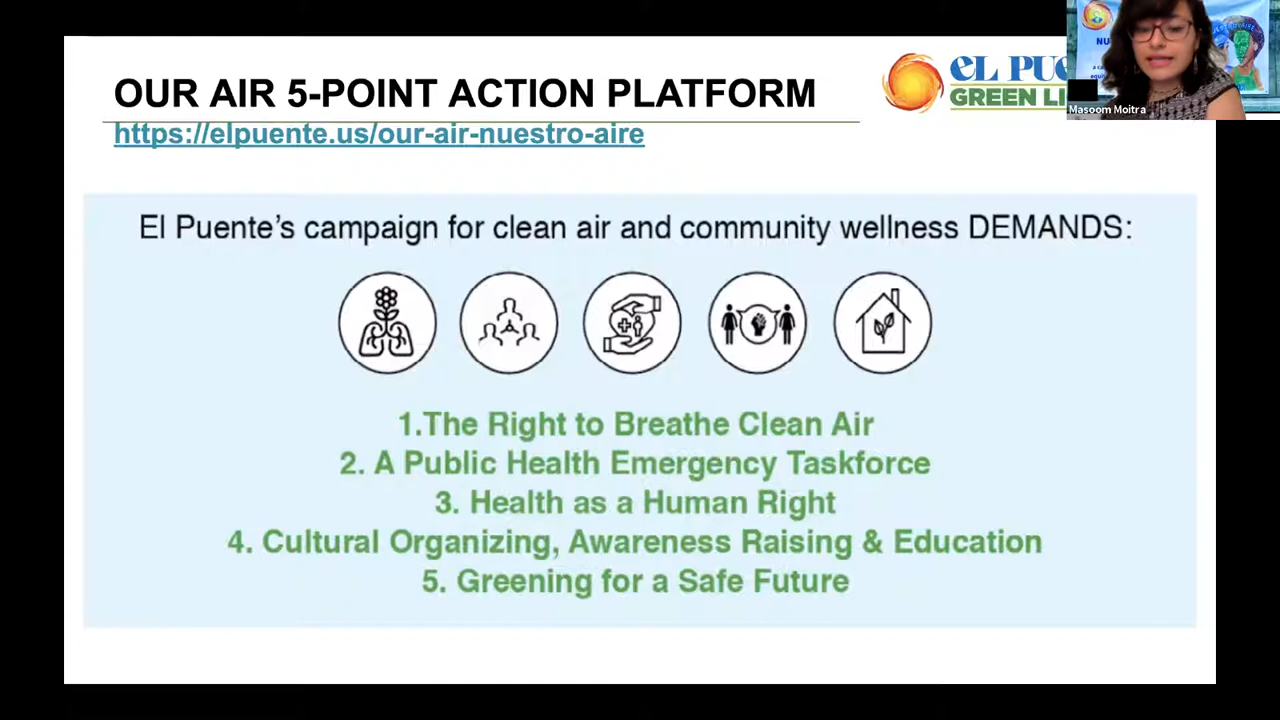 OUR AIR 5-POINT ACTION PLATFORM
https://elpuente.us/our-air-nuestro-aire
EL
GREEN
Masoom Moitra
El Puente's campaign for clean air and community wellness DEMANDS:
1.The Right to Breathe Clean Air
2. A Public Health Emergency Taskforce
3. Health as a Human Right
4. Cultural Organizing, Awareness Raising & Education
5. Greening for a Safe Future